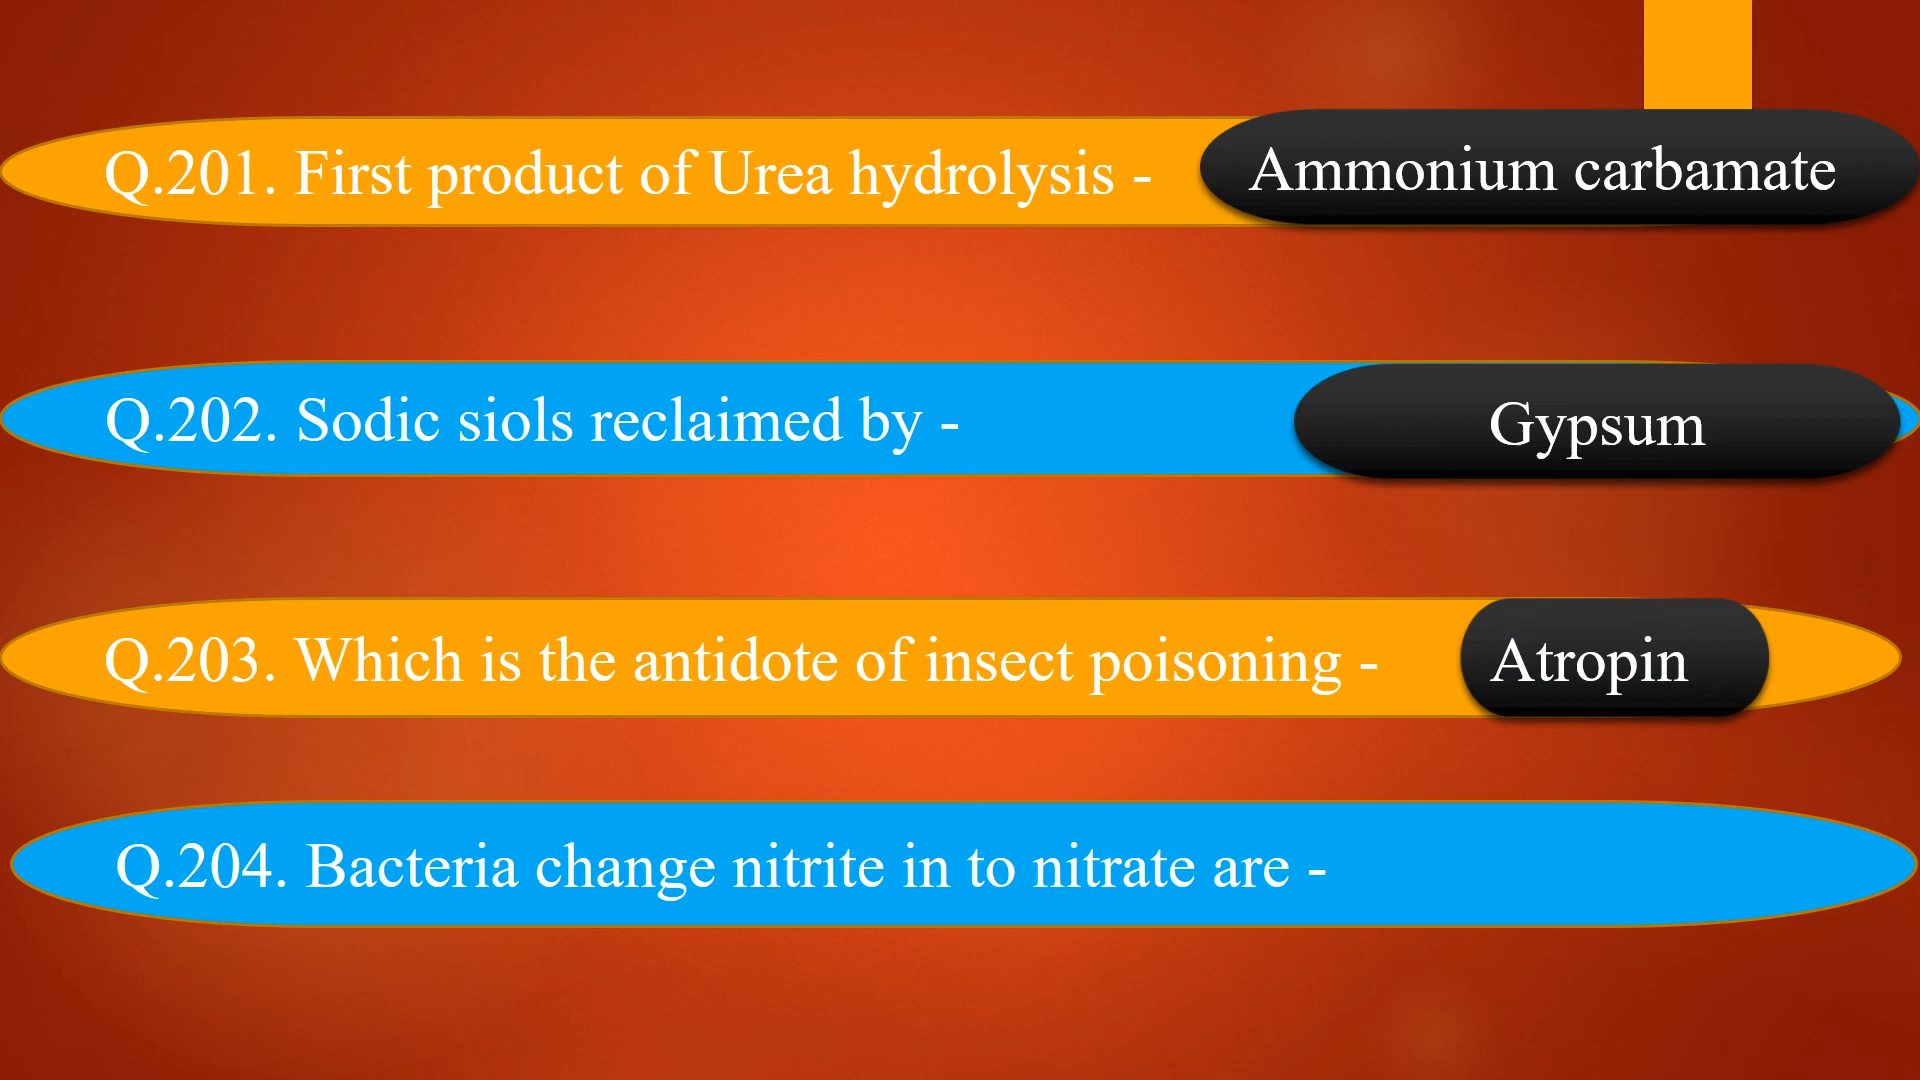 Q.201. First product of Urea hydrolysis - Ammonium carbamate
Q.202. Sodic siols reclaimed by - Gypsum
Q.203. Which is the antidote of insect poisoning - Atropin
Q.204. Bacteria change nitrite in to nitrate are -